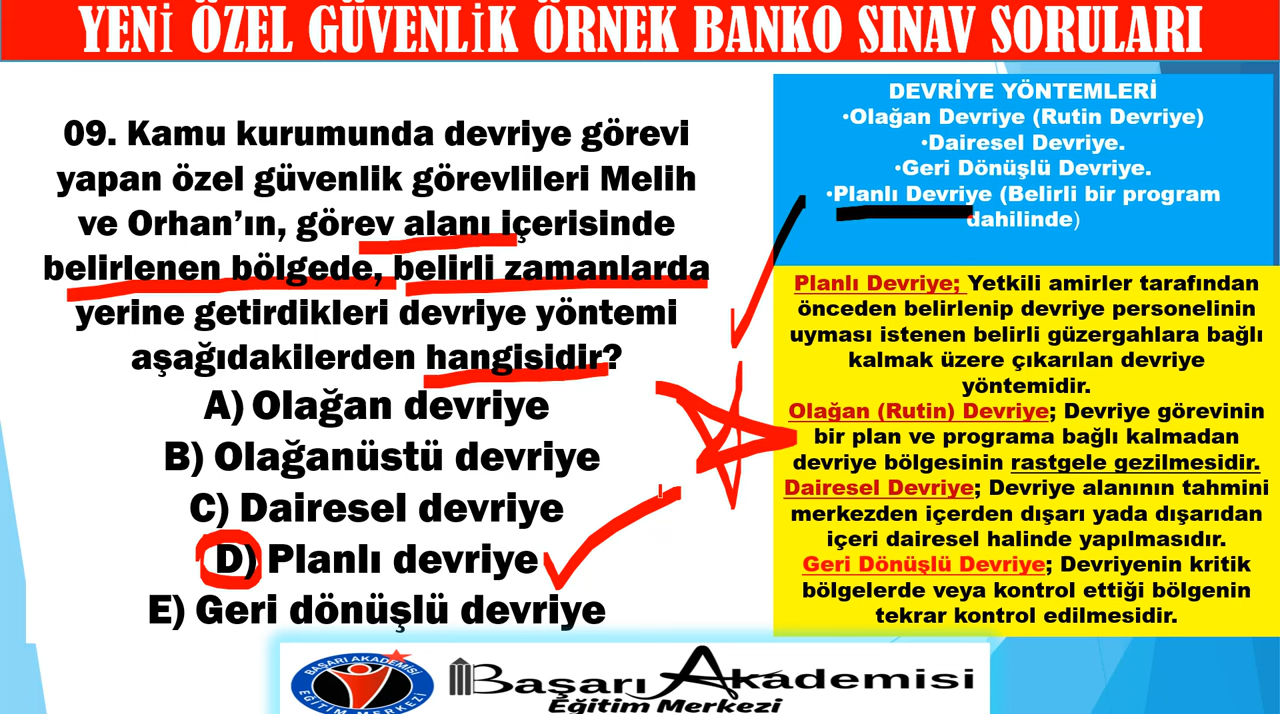 YENİ ÖZEL GÜVENLİK ÖRNEK BANKO SINAV SORULARI
09. Kamu kurumunda devriye görevi
yapan özel güvenlik görevlileri Melih
ve Orhan’ın, görev alanı içerisinde
belirlenen bölgede, belirli zamanlarda
yerine getirdikleri devriye yöntemi
aşağıdakilerden hangisidir?
A) Olağan devriye
B) Olağanüstü devriye
C) Dairesel devriye
D) Planlı devriye
E) Geri dönüşlü devriye
DEVRİYE YÖNTEMLERİ
•Olağan Devriye (Rutin Devriye)
•Dairesel Devriye.
•Geri Dönüşlü Devriye.
•Planlı Devriye (Belirli bir program
dahilinde)
Planlı Devriye; Yetkili amirler tarafından
önceden belirlenip devriye personelinin
uyması istenen belirli güzergahlara bağlı
kalmak üzere çıkarılan devriye
yöntemidir.
Olağan (Rutin) Devriye; Devriye görevinin
bir plan ve programa bağlı kalmadan
devriye bölgesinin rastgele gezilmesidir.
Dairesel Devriye; Devriye alanının tahmini
merkezden içerden dışarı yada dışarıdan
içeri dairesel halinde yapılmasıdır.
Geri Dönüşlü Devriye; Devriyenin kritik
bölgelerde veya kontrol ettiği bölgenin
tekrar kontrol edilmesidir.
BAŞARI AKADEMİSİ
EĞİTİM MERKEZİ
Başarı Akademisi
Eğitim Merkezi